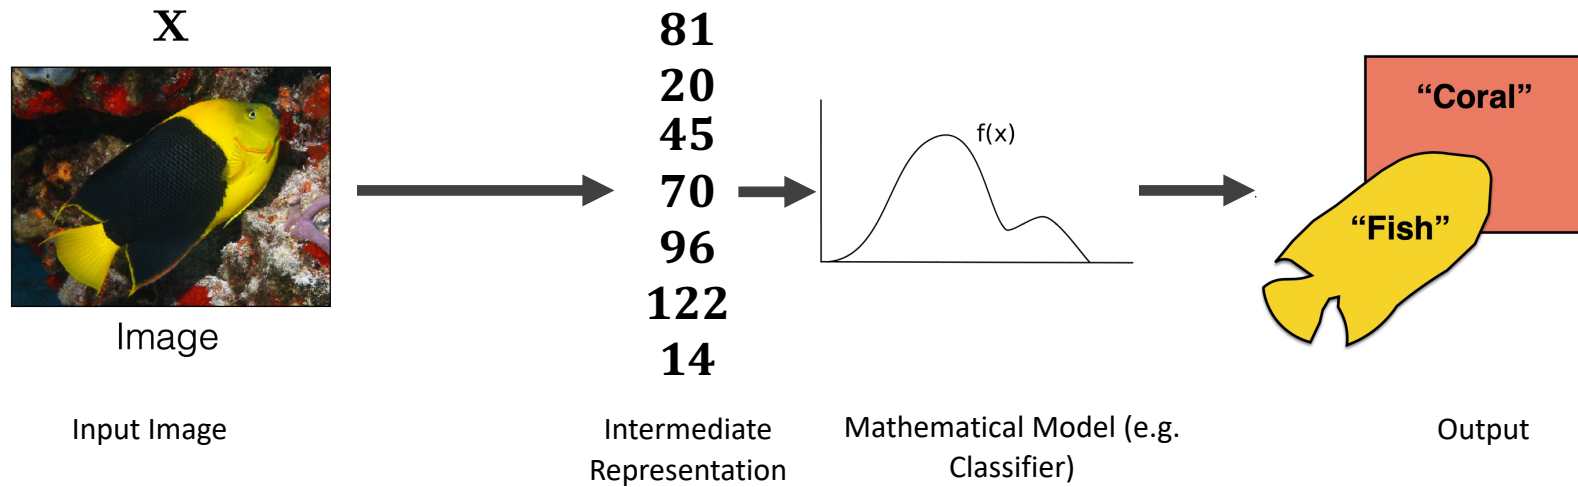 X
Image
Input Image
81
20
45
70
96
122
14
Intermediate
Representation
f(x)
Mathematical Model (e.g.
Classifier)
“Coral”
“Fish”
Output